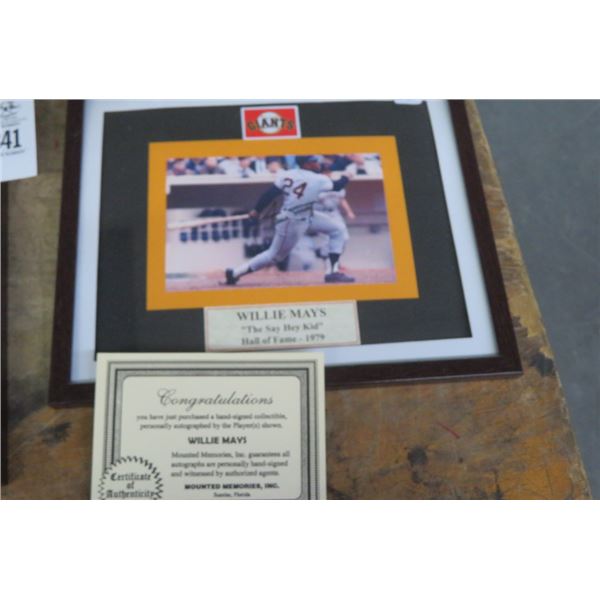 41
GIANTS
24
WILLIE MAYS
"The Say Hey Kid"
Hall of Fame - 1979
Congratulations
you have just purchased a hand-signed collectible,
personally autographed by the Player(s) shown.
WILLIE MAYS
Mounted Memories, Inc. guarantees all
autographs are personally hand-signed and
witnessed by authorized agents.
MOUNTED MEMORIES, INC.
Sunrise, Florida
Certificate
of
Authenticity